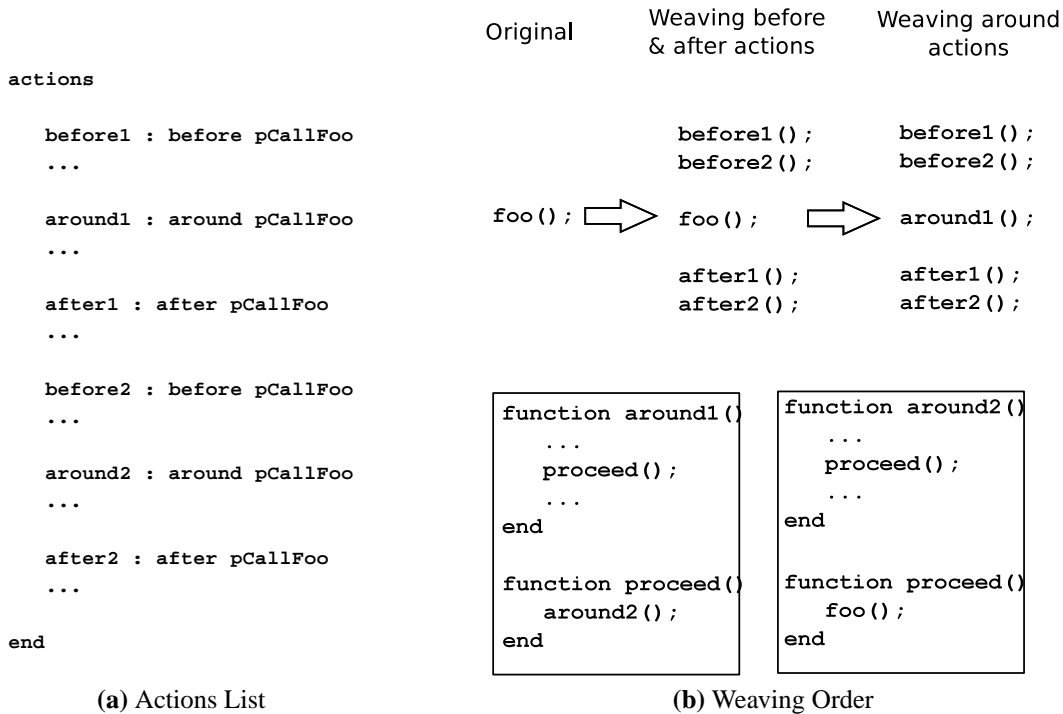 actions
before1 : before pCallFoo
...
around1 : around pCallFoo
...
after1 : after pCallFoo
...
before2 : before pCallFoo
...
around2 : around pCallFoo
...
after2 : after pCallFoo
...
end
(a) Actions List
Original
Weaving before
& after actions
Weaving around
actions
foo();
before1();
before2();
foo();
after1();
after2();
before1();
before2();
around1();
after1();
after2();
function around1()
...
proceed();
...
end
function proceed()
around2();
end
function around2()
...
proceed();
...
end
function proceed()
foo();
end
(b) Weaving Order